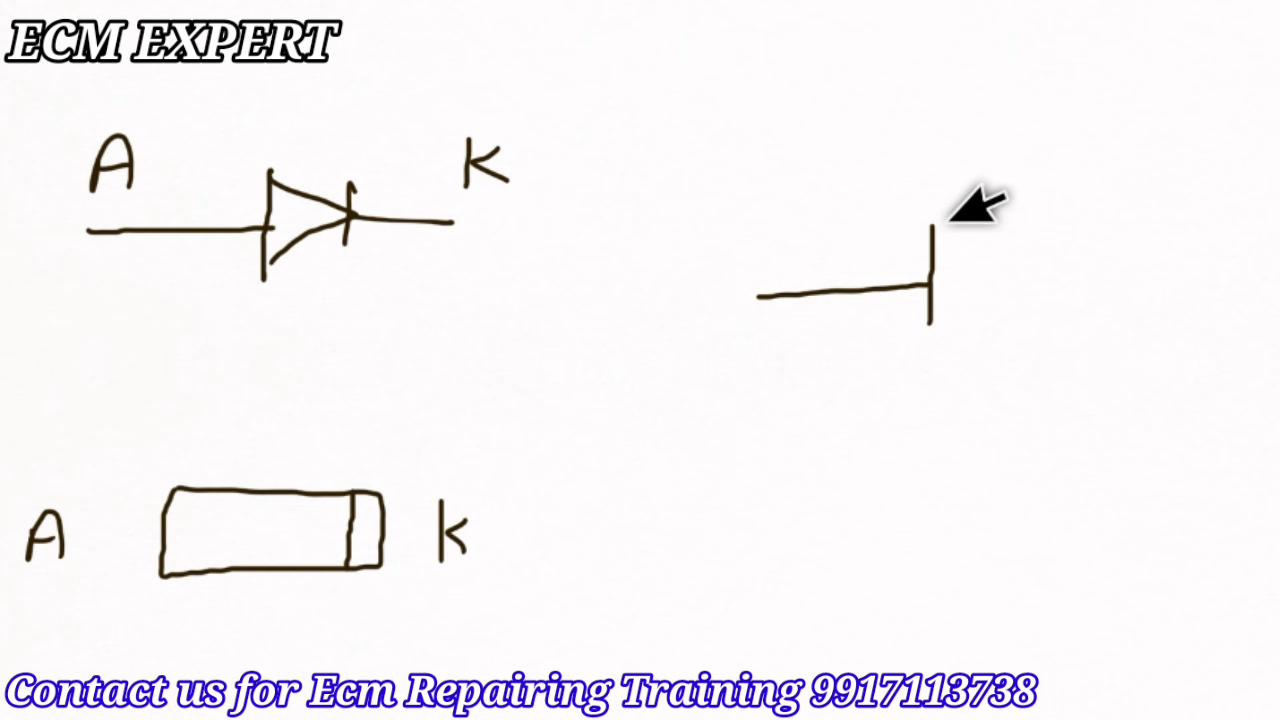 ECM EXPERT
A K
A K
Contact us for Ecm Repairing Training 9917113738